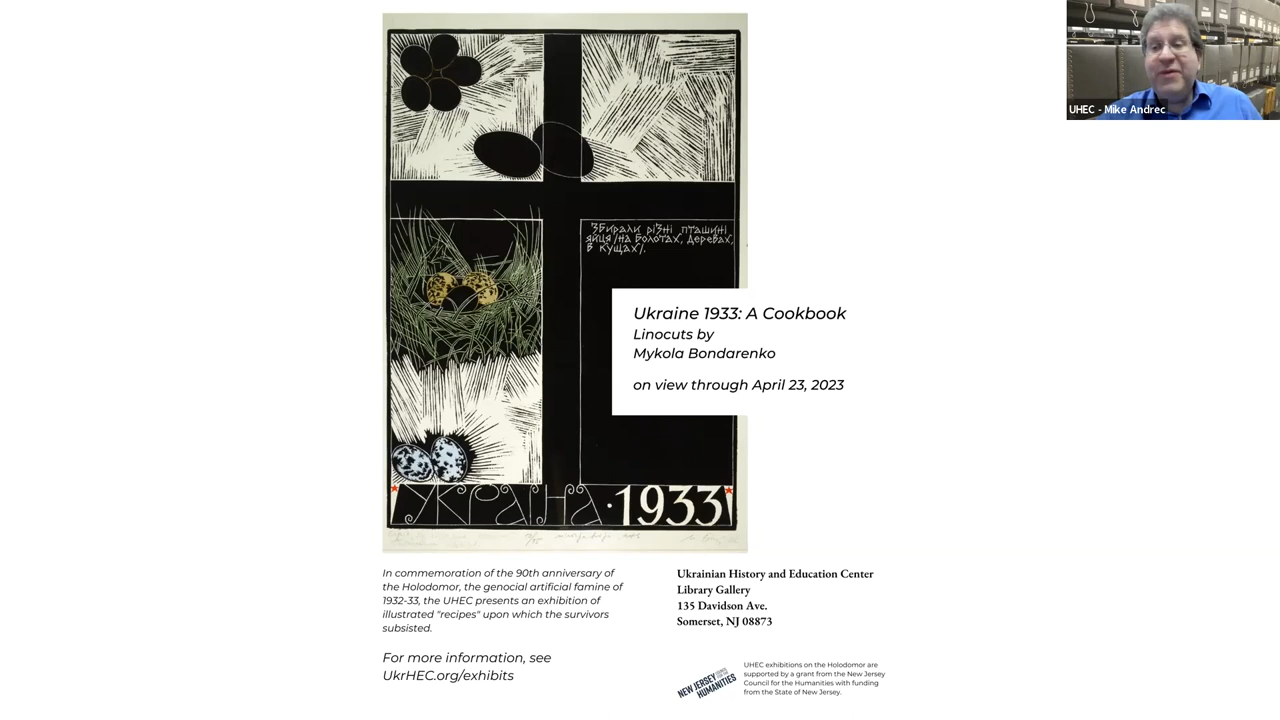 UHEC - Mike Andrec
Збирали різні пташині
яйця /на болотах, деревах,
в кущах/.
Ukraine 1933: A Cookbook
Linocuts by
Mykola Bondarenko
on view through April 23, 2023
УКРАЇНА · 1933
In commemoration of the 90th anniversary of
the Holodomor, the genocial artificial famine of
1932-33, the UHEC presents an exhibition of
illustrated "recipes" upon which the survivors
subsisted.
For more information, see
UkrHEC.org/exhibits
Ukrainian History and Education Center
Library Gallery
135 Davidson Ave.
Somerset, NJ 08873
NEW JERSEY
HUMANITIES
UHEC exhibitions on the Holodomor are
supported by a grant from the New Jersey
Council for the Humanities with funding
from the State of New Jersey.